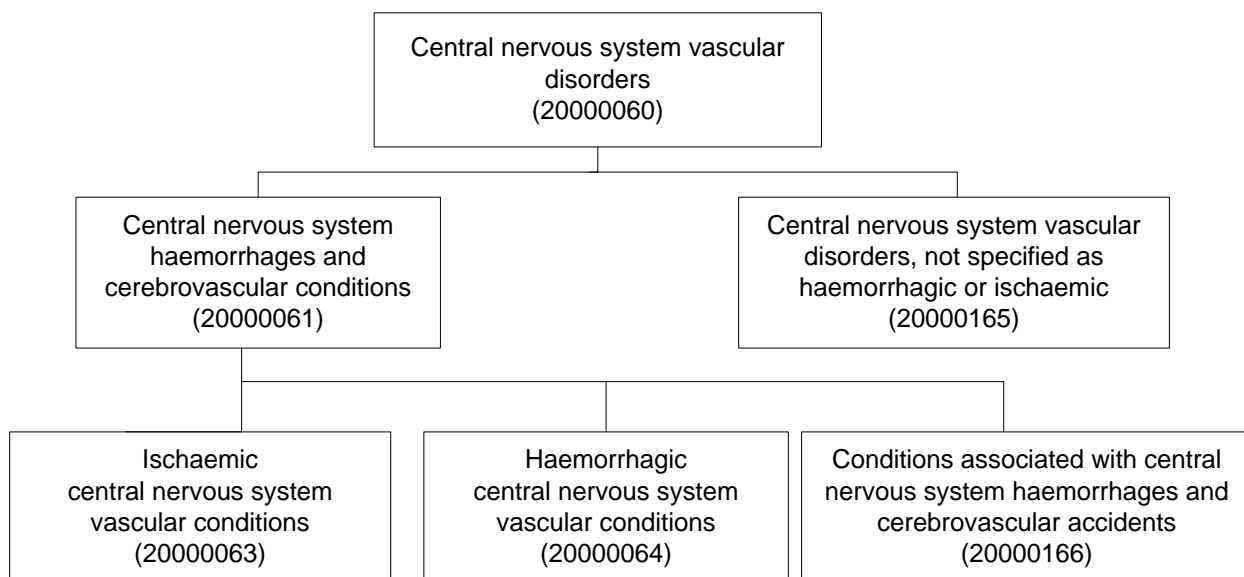 Central nervous system vascular
disorders
(20000060)
Central nervous system
haemorrhages and
cerebrovascular conditions
(20000061)
Central nervous system vascular
disorders, not specified as
haemorrhagic or ischaemic
(20000165)
Ischaemic
central nervous system
vascular conditions
(20000063)
Haemorrhagic
central nervous system
vascular conditions
(20000064)
Conditions associated with central
nervous system haemorrhages and
cerebrovascular accidents
(20000166)